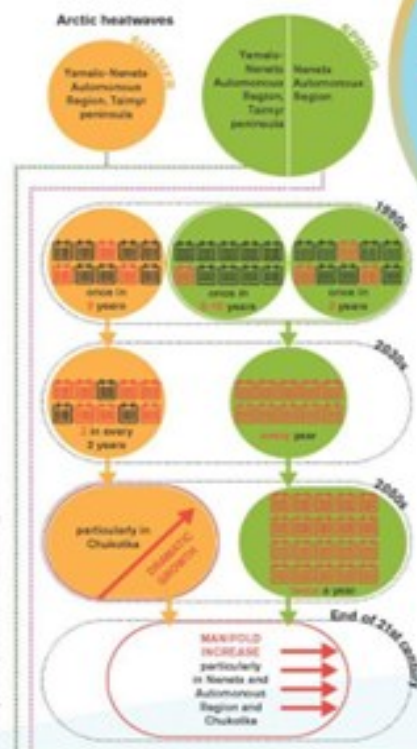 Arctic heatwaves
SUMMER
Yamalo-Nenets
Autonomous
Region, Taimyr
peninsula
SPRING
Yamalo-
Nenets
Autonomous
Region,
Taimyr
peninsula
Nenets
Autonomous
Region
1990s
once in
years
once in
years
once in
years
2030s
in every
years
every year
2050s
particularly in
Chukotka
DRAMATIC
GROWTH
a year
End of 21st century
MANIFOLD
INCREASE
particularly
in Nenets and
Autonomous
Region and
Chukotka